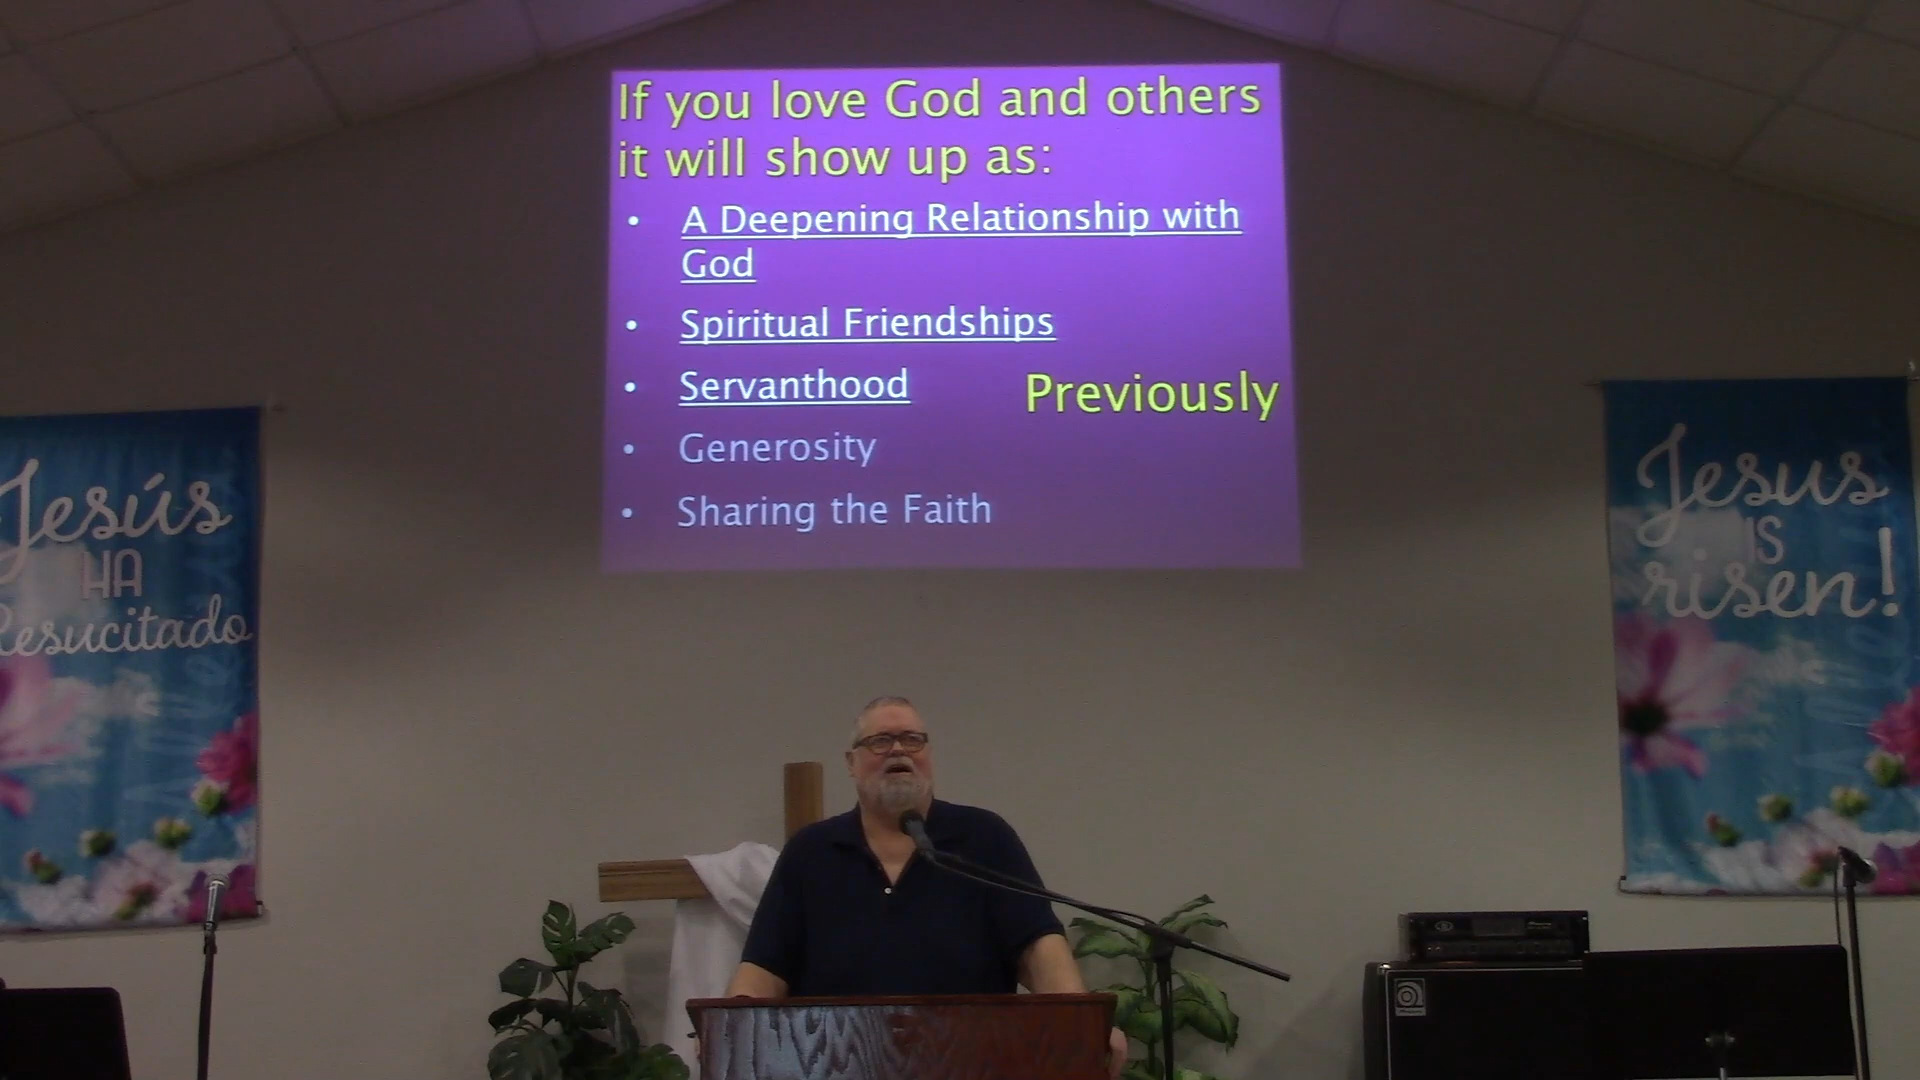 If you love God and others
it will show up as:
• A Deepening Relationship with
God
• Spiritual Friendships
• Servanthood
Previously
• Generosity
• Sharing the Faith
Jesús
HA
Resucitado
Jesus
IS
risen!